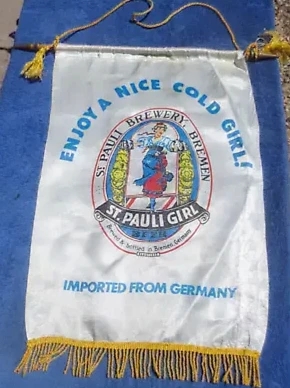 ENJOY A NICE COLD GIRL!
ST. PAULI BREWERY, BREMEN
ST. PAULI GIRL
BEER
Brewed & bottled in Bremen, Germany
IMPORTED FROM GERMANY